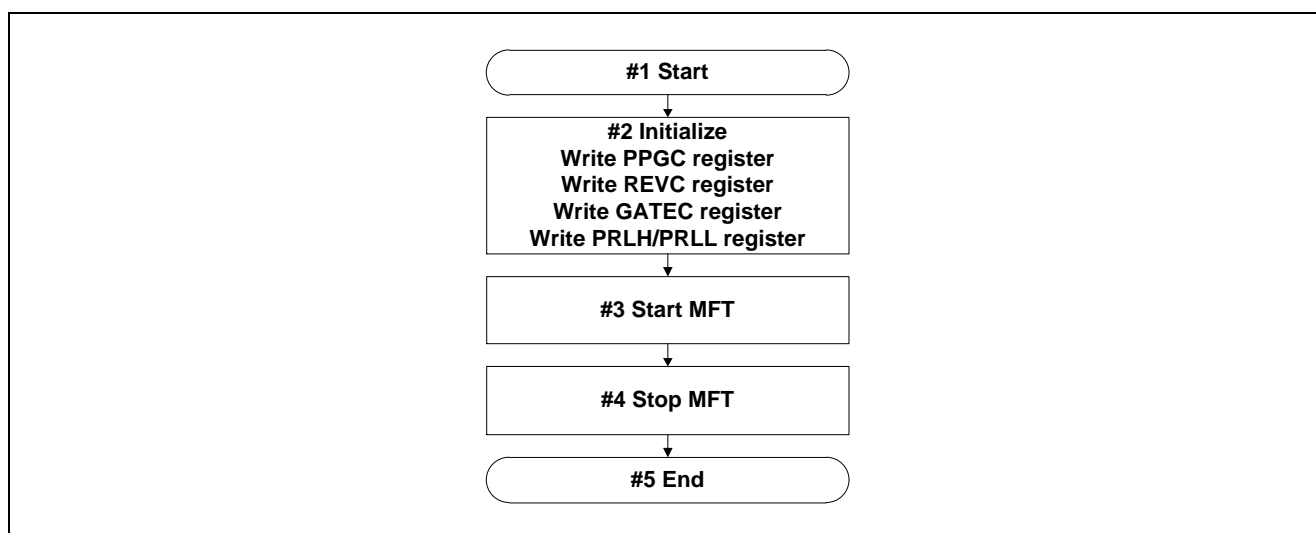 #1 Start
#2 Initialize
Write PPGC register
Write REVC register
Write GATEC register
Write PRLH/PRLL register
#3 Start MFT
#4 Stop MFT
#5 End